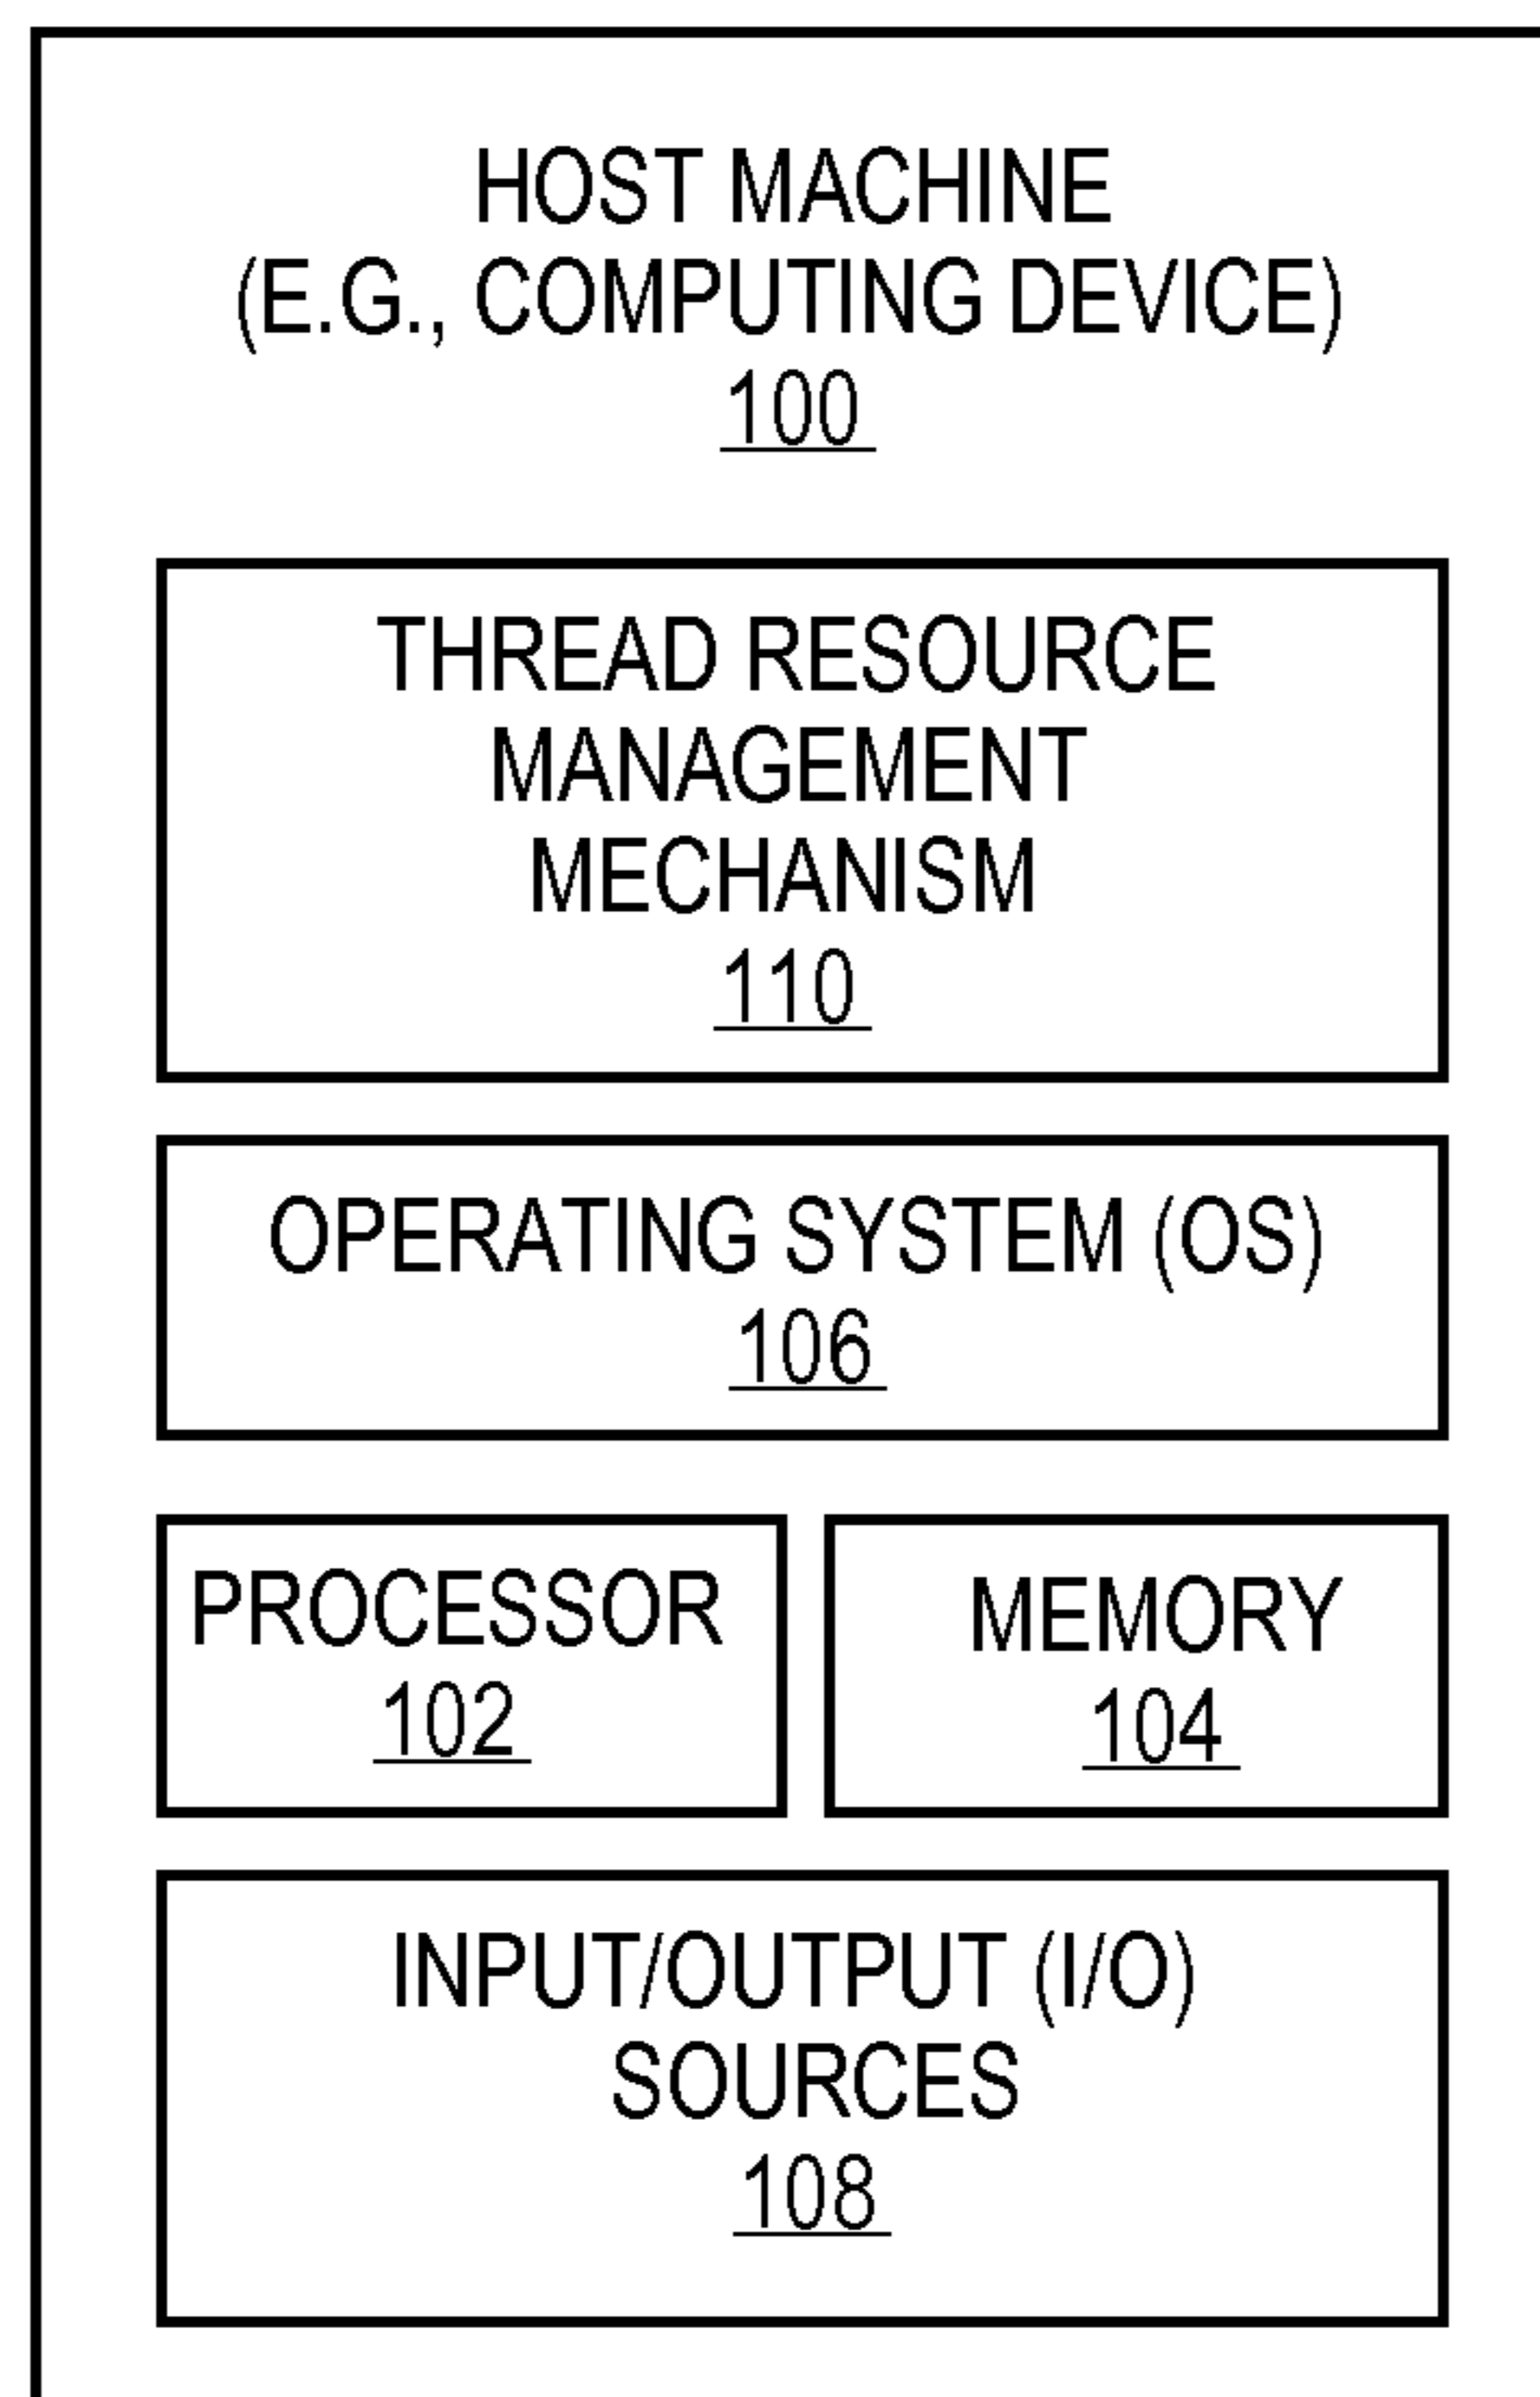 HOST MACHINE
(E.G., COMPUTING DEVICE)
100
THREAD RESOURCE
MANAGEMENT
MECHANISM
110
OPERATING SYSTEM (OS)
106
PROCESSOR
102
MEMORY
104
INPUT/OUTPUT (I/O)
SOURCES
108